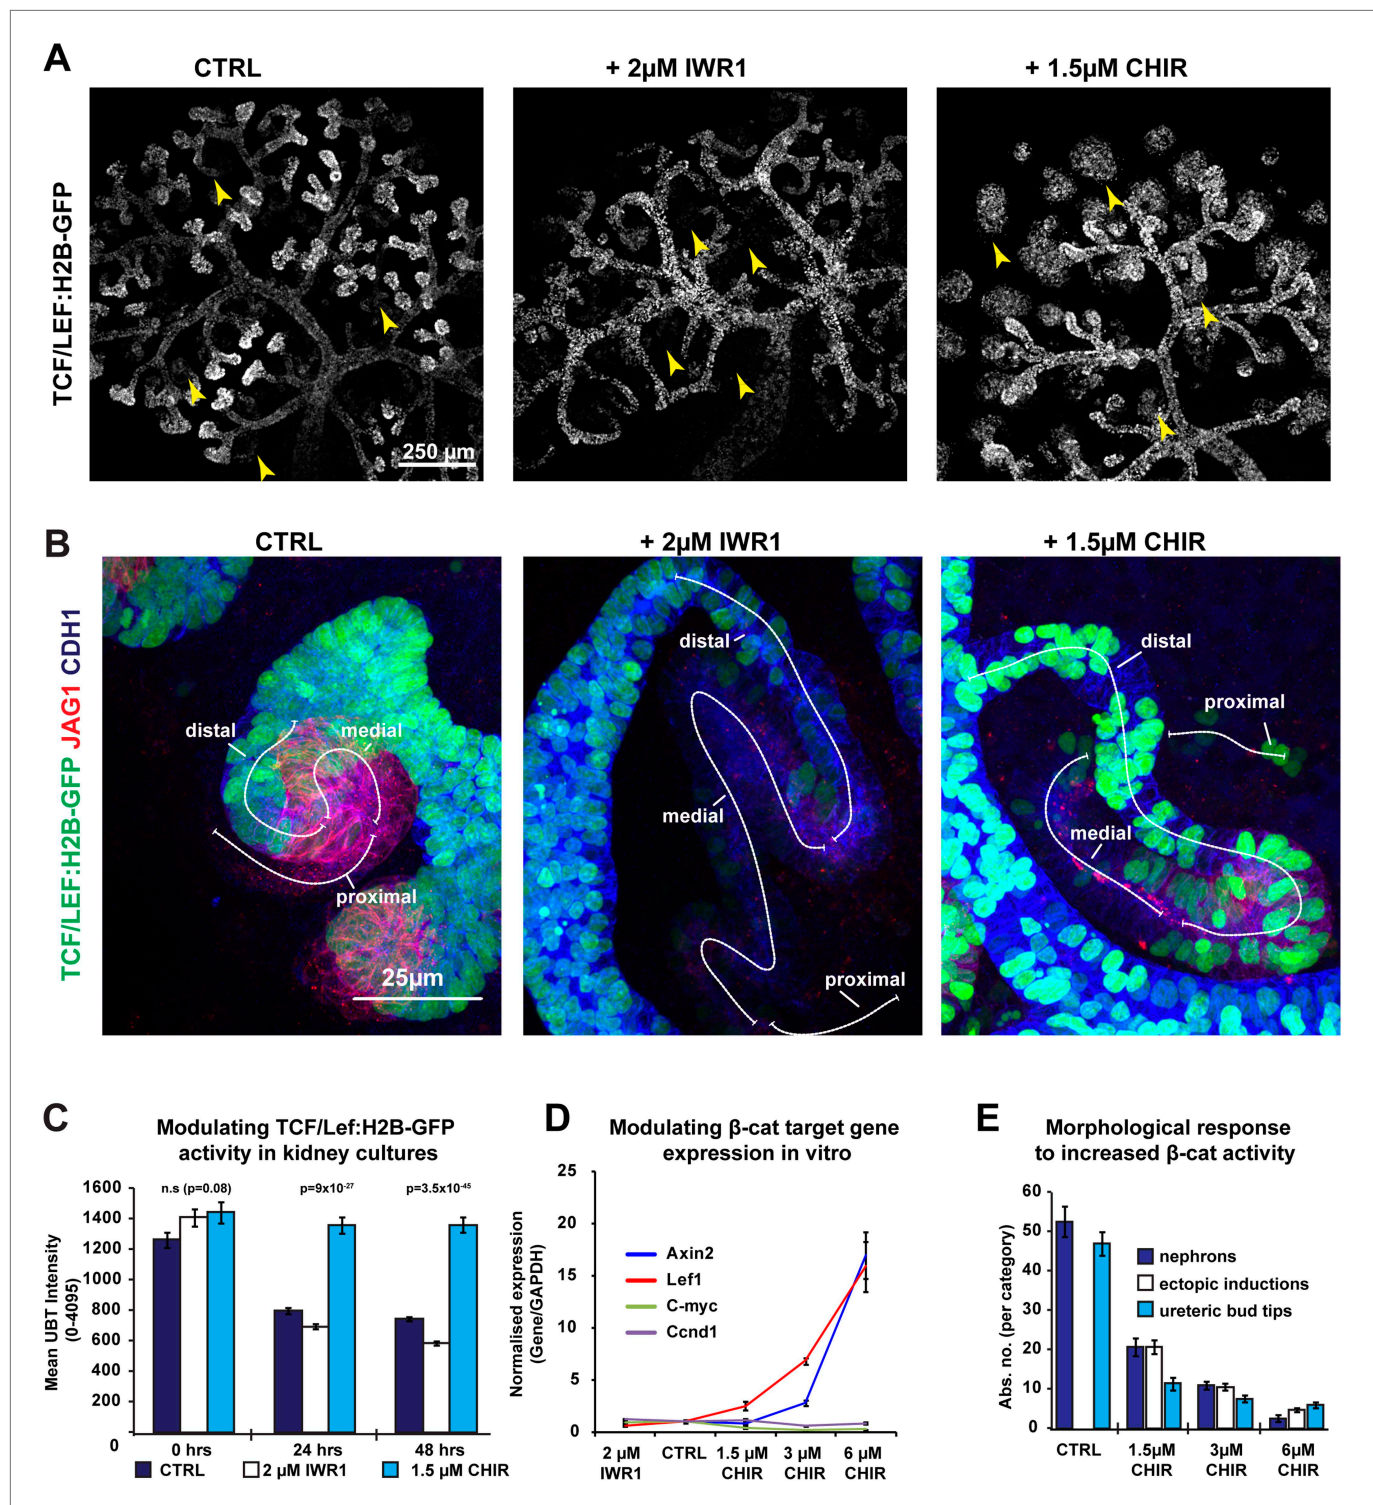 A
CTRL
+ 2µM IWR1
+ 1.5µM CHIR
TCF/LEF:H2B-GFP
250 µm
B
CTRL
+ 2µM IWR1
+ 1.5µM CHIR
TCF/LEF:H2B-GFP JAG1 CDH1
distal
medial
proximal
25µm
distal
medial
proximal
distal
proximal
medial
C
Modulating TCF/Lef:H2B-GFP
activity in kidney cultures
Mean UBT Intensity
(0-4095)
1600
1400
1200
1000
800
600
400
200
0
n.s (p=0.08)
p=9x10-27
p=3.5x10-45
0 hrs
24 hrs
48 hrs
CTRL
2 µM IWR1
1.5 µM CHIR
D
Modulating β-cat target gene
expression in vitro
Normalised expression
(Gene/GAPDH)
25
20
15
10
5
0
Axin2
Lef1
C-myc
Ccnd1
2 µM
IWR1
CTRL
1.5 µM
CHIR
3 µM
CHIR
6 µM
CHIR
E
Morphological response
to increased β-cat activity
Abs. no. (per category)
60
50
40
30
20
10
0
nephrons
ectopic inductions
ureteric bud tips
CTRL
1.5µM
CHIR
3µM
CHIR
6µM
CHIR